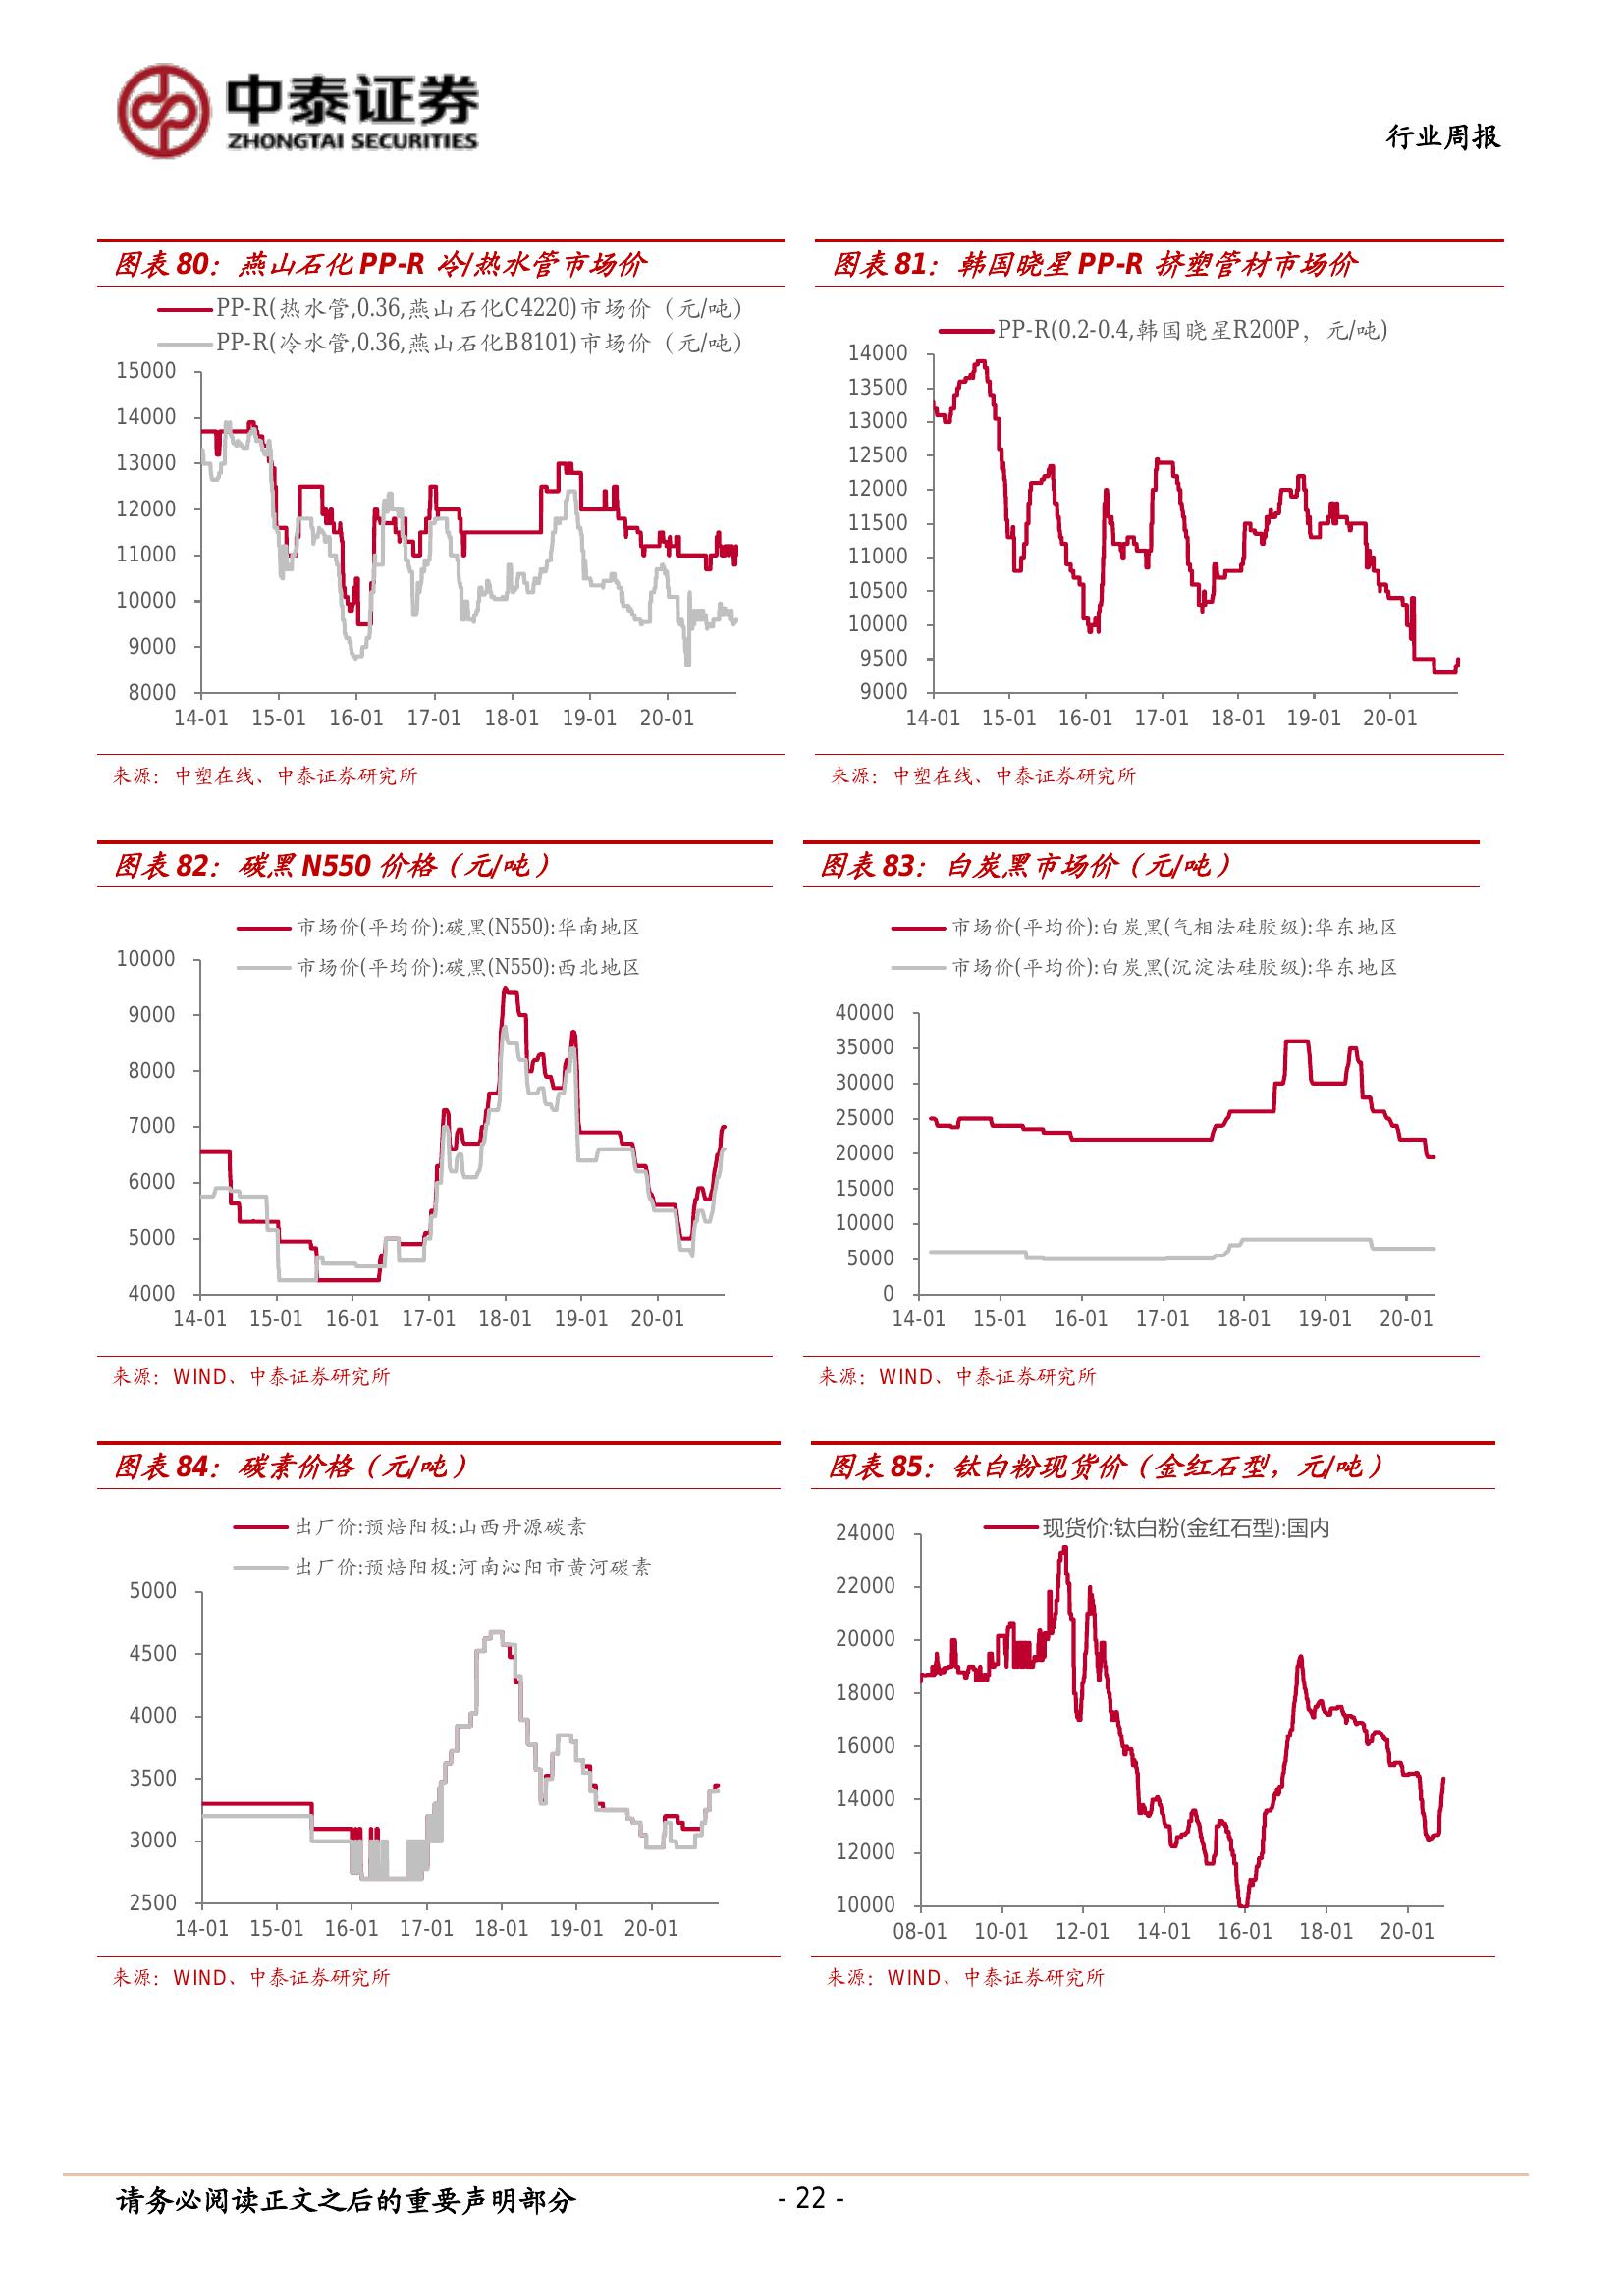 中泰证券
ZHONGTAI SECURITIES
行业周报
图表 80：燕山石化 PP-R 冷/热水管市场价
PP-R(热水管,0.36,燕山石化C4220)市场价（元/吨）
PP-R(冷水管,0.36,燕山石化B8101)市场价（元/吨）
15000
14000
13000
12000
11000
10000
9000
8000
14-01 15-01 16-01 17-01 18-01 19-01 20-01
来源：中塑在线、中泰证券研究所
图表 81：韩国晓星 PP-R 挤塑管材市场价
PP-R(0.2-0.4,韩国晓星R200P，元/吨)
14000
13500
13000
12500
12000
11500
11000
10500
10000
9500
9000
14-01 15-01 16-01 17-01 18-01 19-01 20-01
来源：中塑在线、中泰证券研究所
图表 82：碳黑 N550 价格（元/吨）
市场价(平均价):碳黑(N550):华南地区
市场价(平均价):碳黑(N550):西北地区
10000
9000
8000
7000
6000
5000
4000
14-01 15-01 16-01 17-01 18-01 19-01 20-01
来源：WIND、中泰证券研究所
图表 83：白炭黑市场价（元/吨）
市场价(平均价):白炭黑(气相法硅胶级):华东地区
市场价(平均价):白炭黑(沉淀法硅胶级):华东地区
40000
35000
30000
25000
20000
15000
10000
5000
0
14-01 15-01 16-01 17-01 18-01 19-01 20-01
来源：WIND、中泰证券研究所
图表 84：碳素价格（元/吨）
出厂价:预焙阳极:山西丹源碳素
出厂价:预焙阳极:河南沁阳市黄河碳素
5000
4500
4000
3500
3000
2500
14-01 15-01 16-01 17-01 18-01 19-01 20-01
来源：WIND、中泰证券研究所
图表 85：钛白粉现货价（金红石型，元/吨）
现货价:钛白粉(金红石型):国内
24000
22000
20000
18000
16000
14000
12000
10000
08-01 10-01 12-01 14-01 16-01 18-01 20-01
来源：WIND、中泰证券研究所
请务必阅读正文之后的重要声明部分
- 22 -